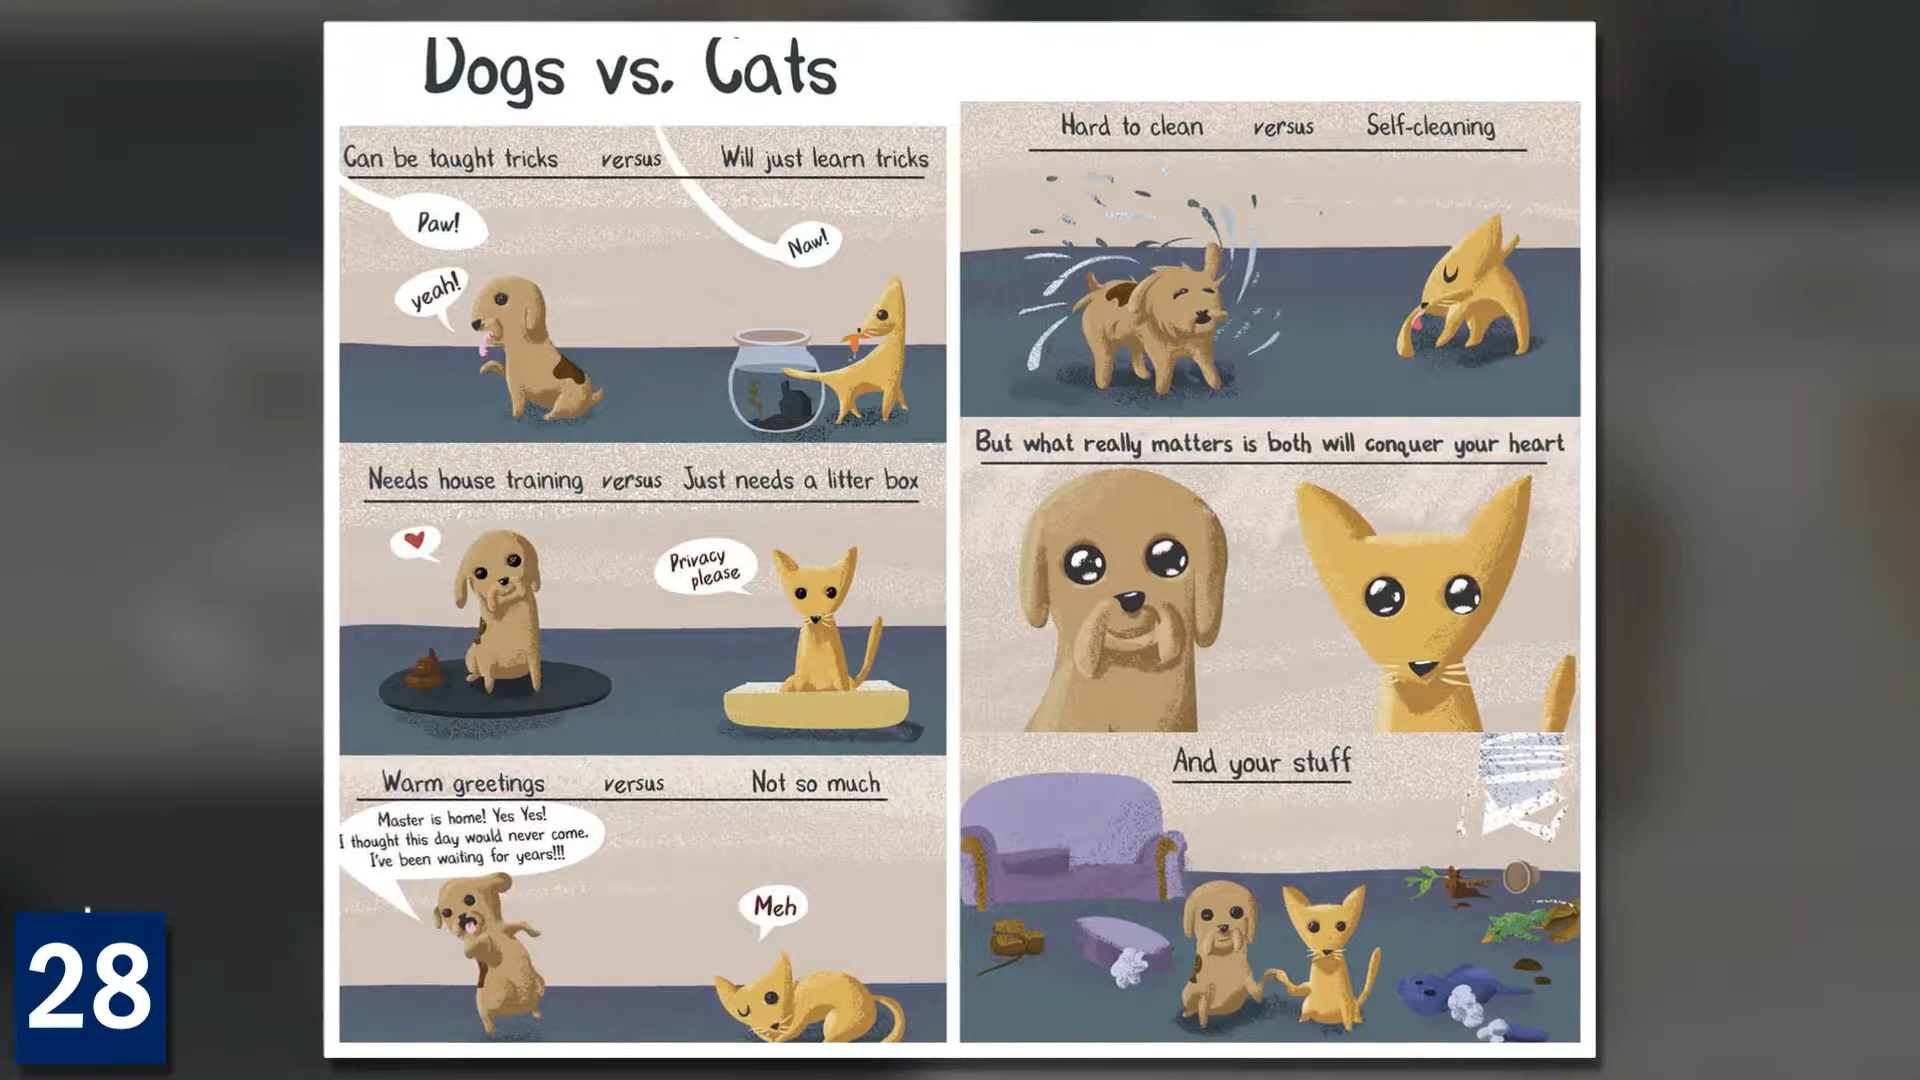 Dogs vs. Cats
Can be taught tricks versus Will just learn tricks
Paw!
yeah!
Naw!
Needs house training versus Just needs a litter box
Privacy
please
Warm greetings versus Not so much
Master is home! Yes Yes!
I thought this day would never come.
I've been waiting for years!!!
Meh
Hard to clean versus Self-cleaning
But what really matters is both will conquer your heart
And your stuff
28